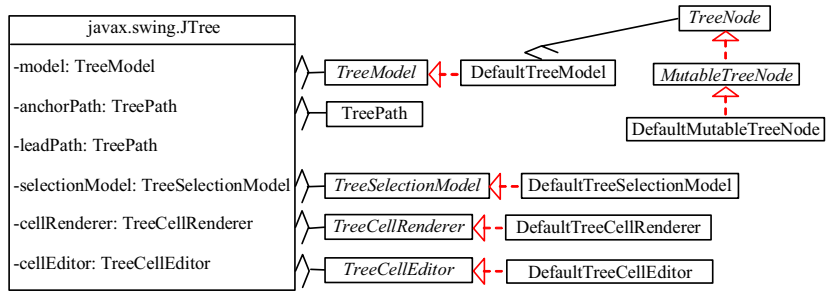 javax.swing.JTree
TreeNode
-model: TreeModel
TreeModel
DefaultTreeModel
MutableTreeNode
-anchorPath: TreePath
TreePath
DefaultMutableTreeNode
-leadPath: TreePath
-selectionModel: TreeSelectionModel
TreeSelectionModel
DefaultTreeSelectionModel
-cellRenderer: TreeCellRenderer
TreeCellRenderer
DefaultTreeCellRenderer
-cellEditor: TreeCellEditor
TreeCellEditor
DefaultTreeCellEditor